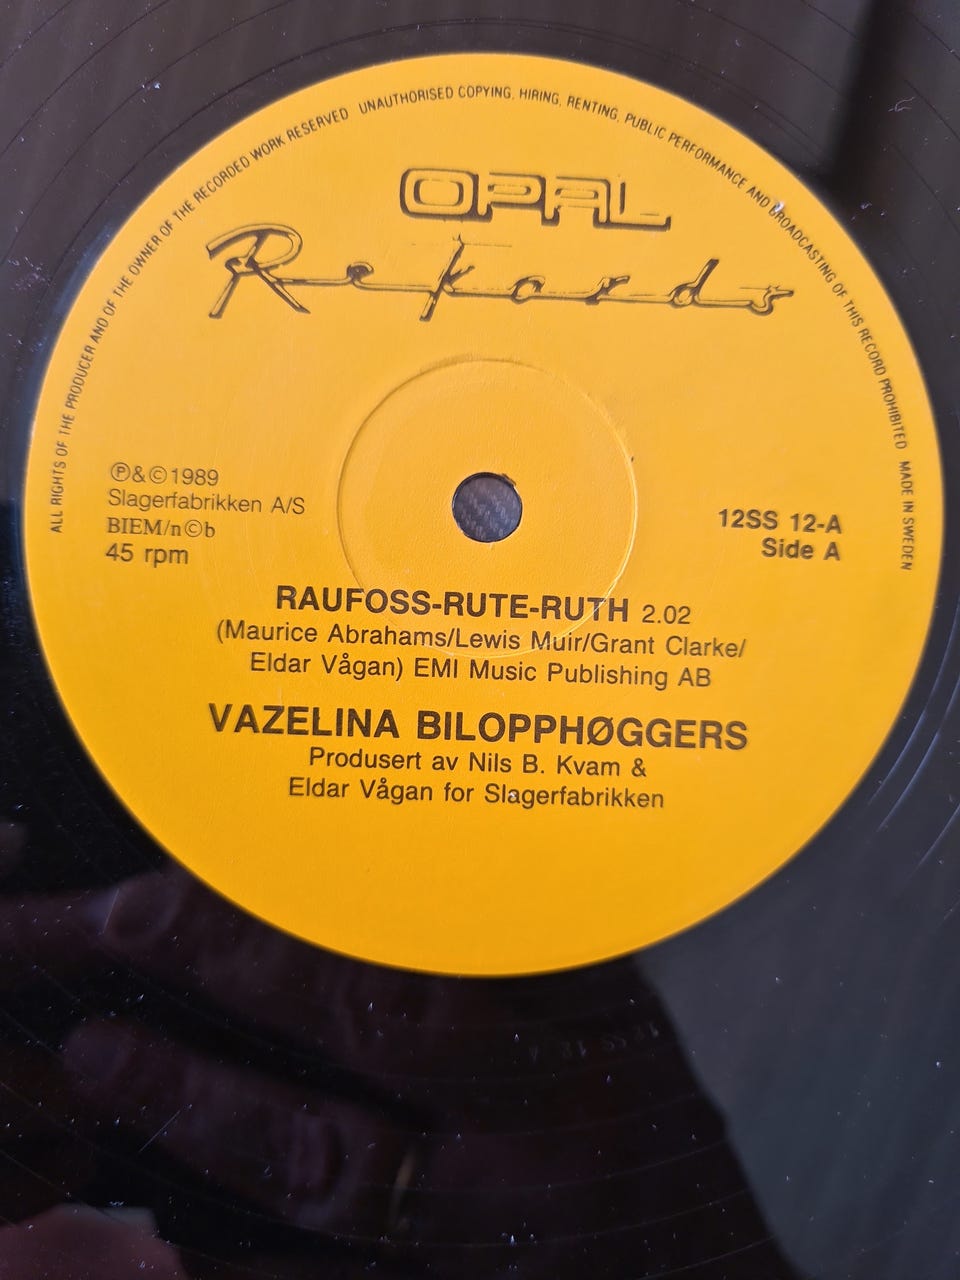 ALL RIGHTS OF THE PRODUCER AND OF THE OWNER OF THE RECORDED WORK RESERVED UNAUTHORISED COPYING, HIRING, RENTING, PUBLIC PERFORMANCE AND BROADCASTING OF THIS RECORD PROHIBITED MADE IN SWEDEN
OPAL
Rekords
Ⓟ&©1989
Slagerfabrikken A/S
BIEM/n©b
45 rpm
12SS 12-A
Side A
RAUFOSS-RUTE-RUTH 2.02
(Maurice Abrahams/Lewis Muir/Grant Clarke/
Eldar Vågan) EMI Music Publishing AB
VAZELINA BILOPPHØGGERS
Produsert av Nils B. Kvam &
Eldar Vågan for Slagerfabrikken
12 SS 12 A